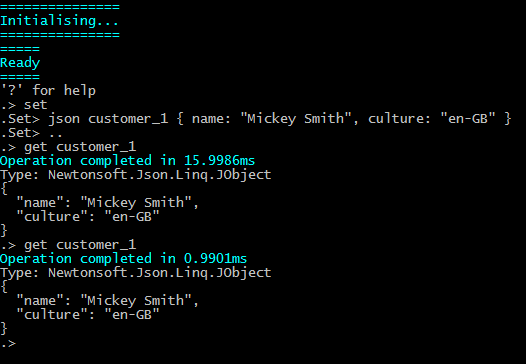 ===============
Initialising...
===============
=====
Ready
=====
'?' for help
.> set
.Set> json customer_1 { name: "Mickey Smith", culture: "en-GB" }
.Set> ..
.> get customer_1
Operation completed in 15.9986ms
Type: Newtonsoft.Json.Linq.JObject
{
  "name": "Mickey Smith",
  "culture": "en-GB"
}
.> get customer_1
Operation completed in 0.9901ms
Type: Newtonsoft.Json.Linq.JObject
{
  "name": "Mickey Smith",
  "culture": "en-GB"
}
.>